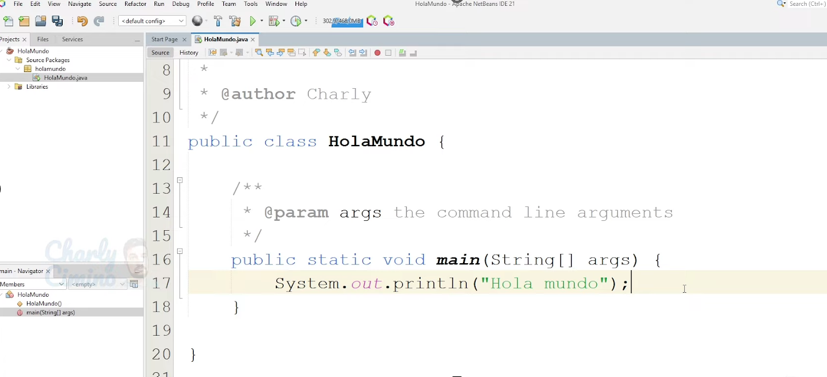 File Edit View Navigate Source Refactor Run Debug Profile Team Tools Window Help
HolaMundo - Apache NetBeans IDE 21
Search (Ctrl+I)
<default config>
Projects × Files Services
Start Page HolaMundo.java
HolaMundo
Source Packages
holamundo
HolaMundo.java
Libraries
Source History
8 *
9 * @author Charly
10 */
11 public class HolaMundo {
12
13 /**
14 * @param args the command line arguments
15 */
16 public static void main(String[] args) {
17 System.out.println("Hola mundo");
18 }
19
20 }
21
Charly
Cimino
main - Navigator ×
Members <empty>
HolaMundo
HolaMundo()
main(String[] args)